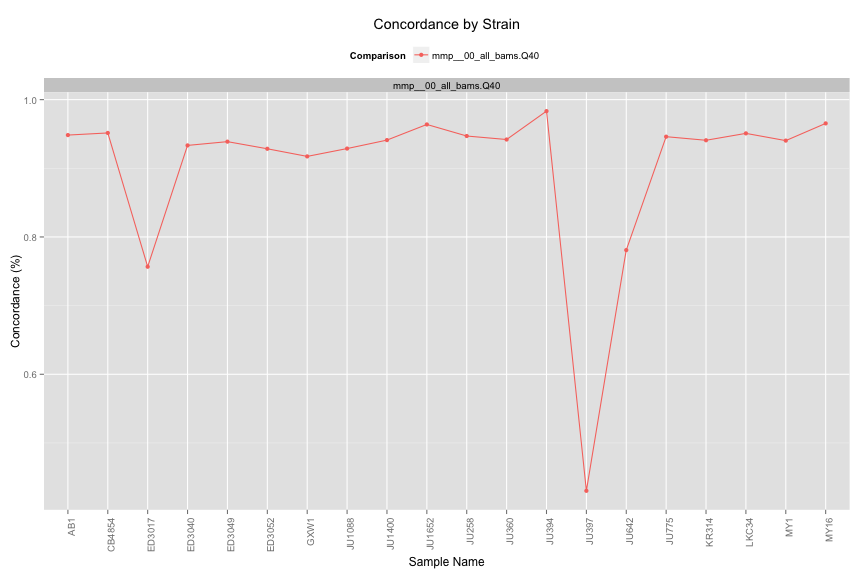 Concordance by Strain
Comparison mmp__00_all_bams.Q40
mmp__00_all_bams.Q40
Concordance (%)
1.0
0.8
0.6
AB1 CB4854 ED3017 ED3040 ED3049 ED3052 GXW1 JU1088 JU1400 JU1652 JU258 JU360 JU394 JU397 JU642 JU775 KR314 LKC34 MY1 MY16
Sample Name